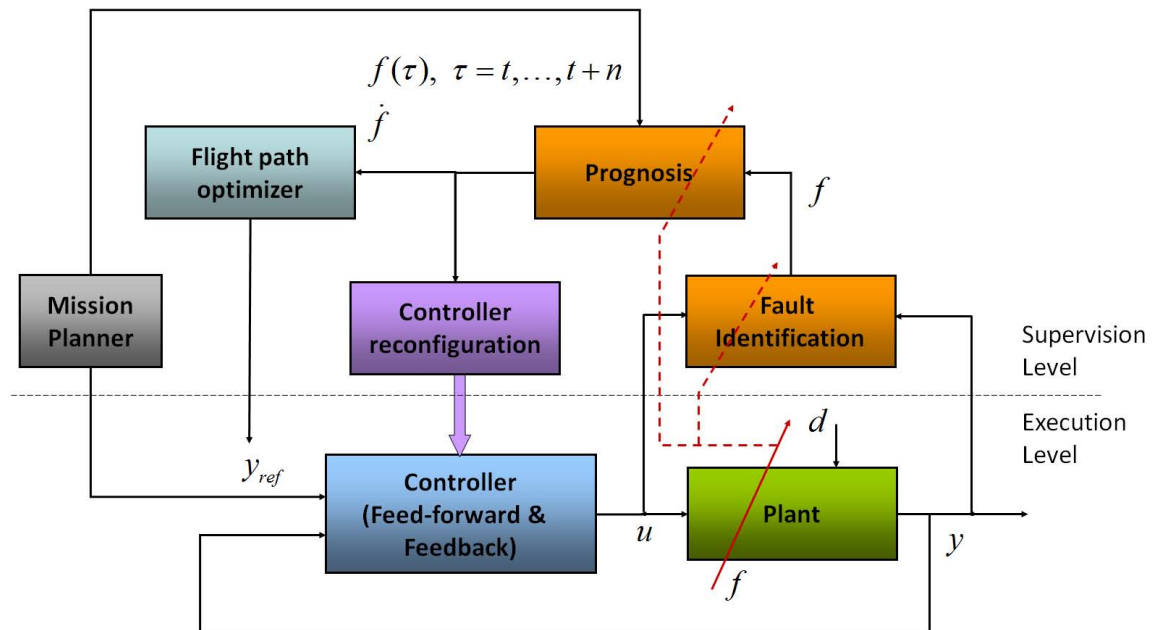 f(τ), τ = t,…,t + n
ḟ
Flight path
optimizer
Prognosis
f
Mission
Planner
Controller
reconfiguration
Fault
Identification
Supervision
Level
Execution
Level
d
y_ref
Controller
(Feed-forward &
Feedback)
u
Plant
y
f